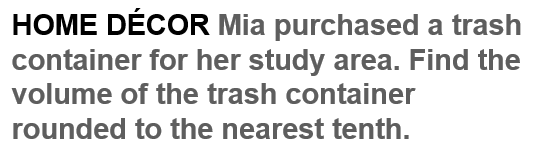 HOME DÉCOR Mia purchased a trash
container for her study area. Find the
volume of the trash container
rounded to the nearest tenth.